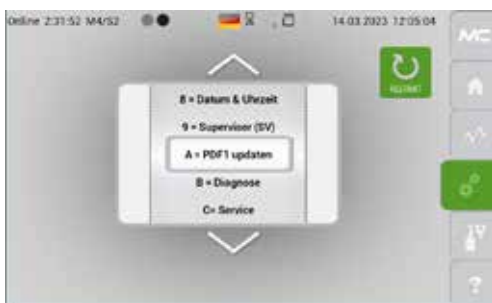 Online 2:31:52 M4/S2 14.03.2023 12:05:04
MC
8 = Datum & Uhrzeit
9 = Supervisor (SV)
A = PDF1 updaten
B = Diagnose
C= Service
?